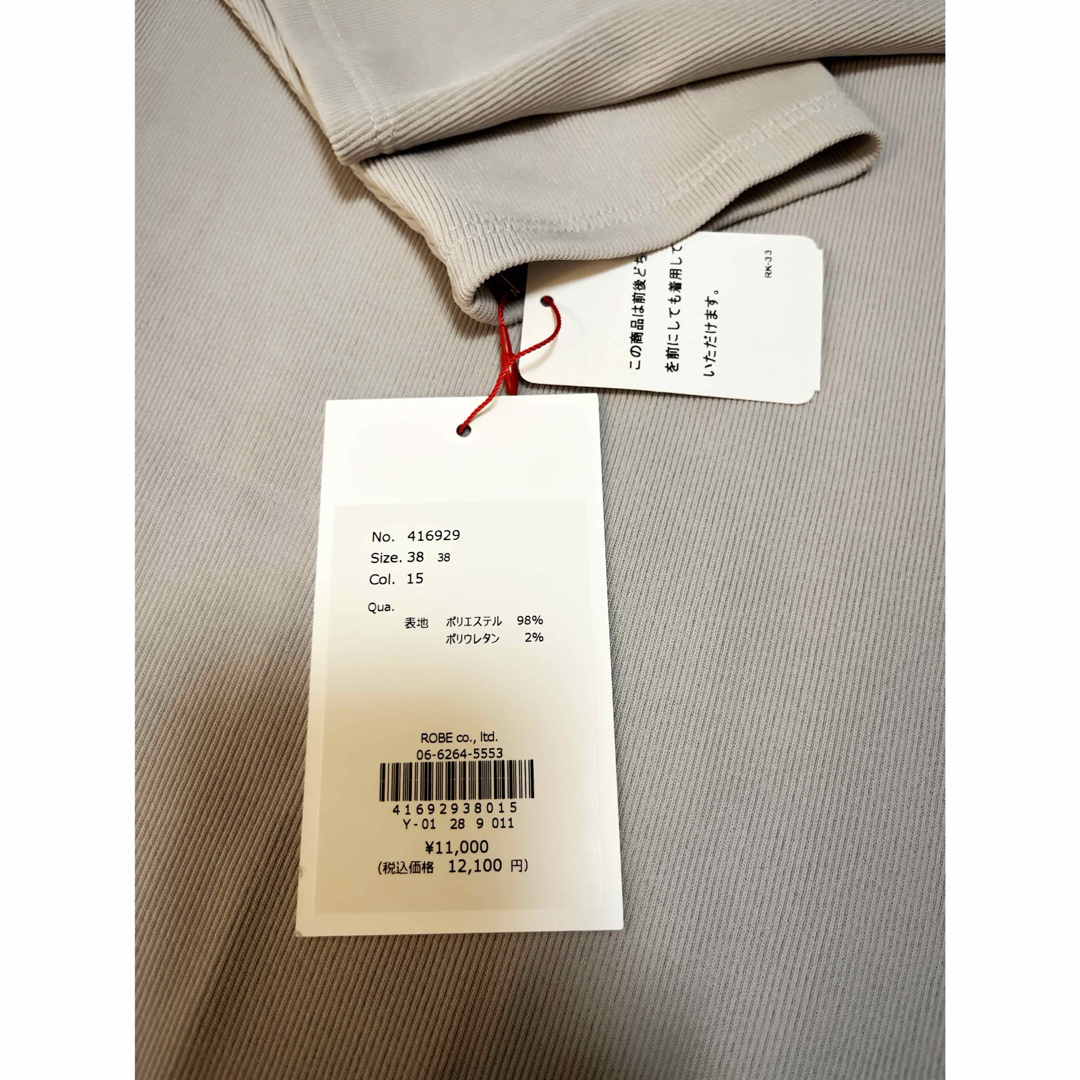 この商品は前後どち
を前にしても着用して
いただけます。
RK-33
No. 416929
Size. 38 38
Col. 15
Qua.
表地 ポリエステル 98%
ポリウレタン 2%
ROBE co., ltd.
06-6264-5553
41692938015
Y-01 28 9 011
¥11,000
(税込価格 12,100 円)